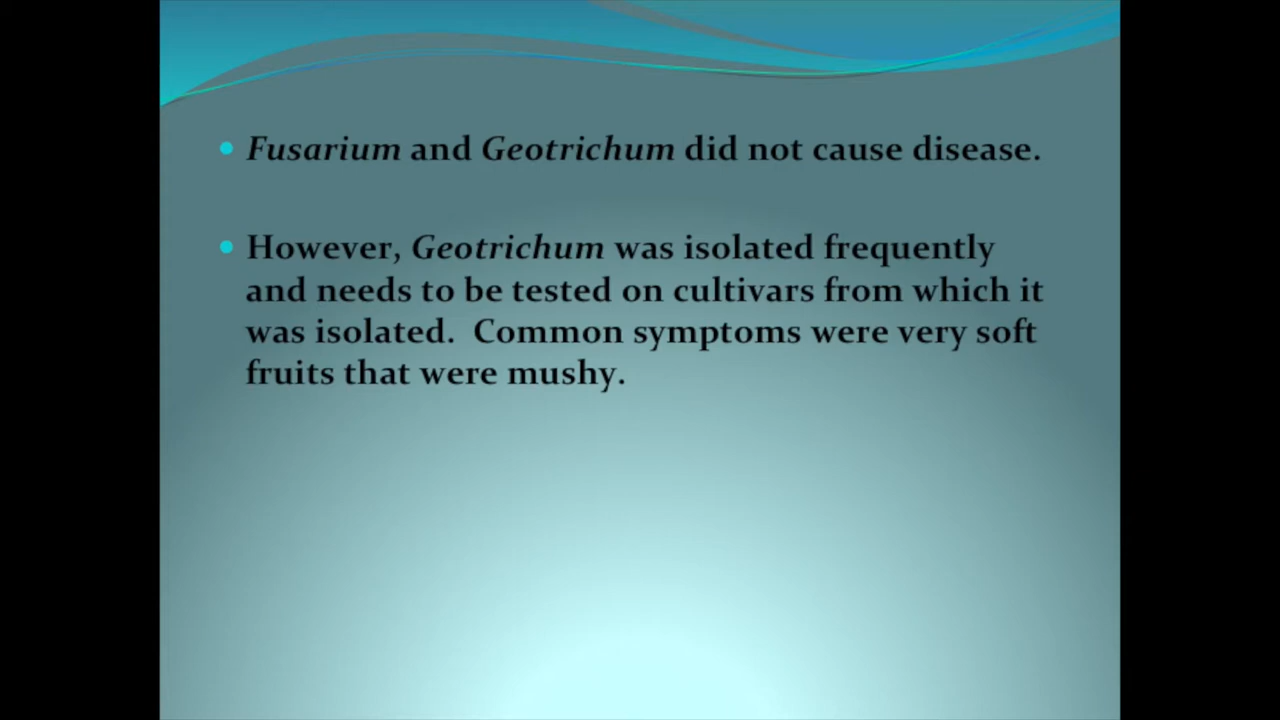 • Fusarium and Geotrichum did not cause disease.
• However, Geotrichum was isolated frequently
and needs to be tested on cultivars from which it
was isolated.  Common symptoms were very soft
fruits that were mushy.